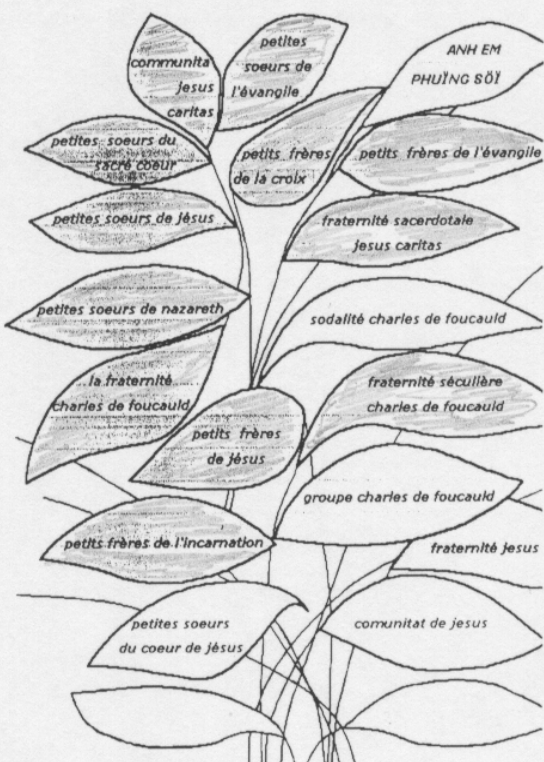 communita
jesus
caritas
petites
soeurs de
l'évangile
ANH EM
PHUÏNG SÖÏ
petites soeurs du
sacré coeur
petits frères
de la croix
petits frères de l'évangile
petites soeurs de jésus
fraternité sacerdotale
jesus caritas
petites soeurs de nazareth
sodalité charles de foucauld
la fraternité
charles de foucauld
fraternité séculière
charles de foucauld
petits frères
de jésus
groupe charles de foucauld
petits frères de l'incarnation
fraternité jesus
petites soeurs
du coeur de jèsus
comunitat de jesus